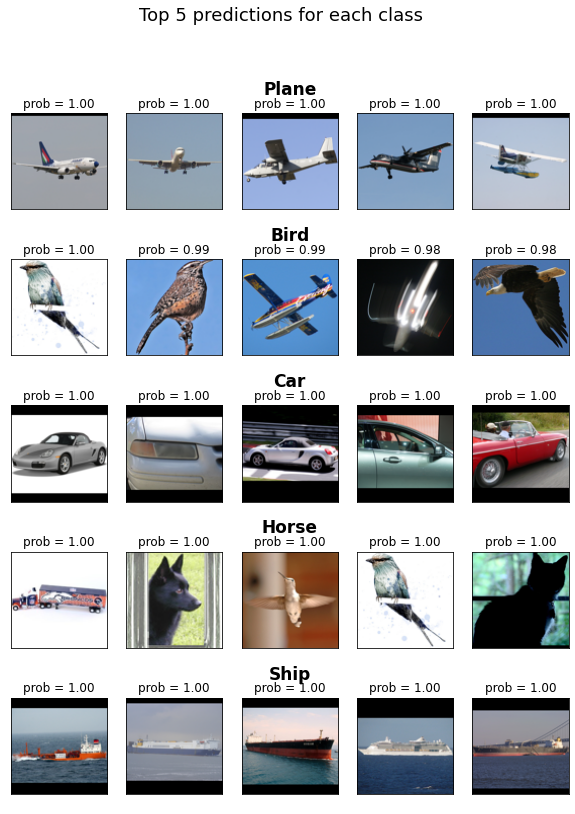 Top 5 predictions for each class
Plane
prob = 1.00 prob = 1.00 prob = 1.00 prob = 1.00 prob = 1.00
Bird
prob = 1.00 prob = 0.99 prob = 0.99 prob = 0.98 prob = 0.98
Car
prob = 1.00 prob = 1.00 prob = 1.00 prob = 1.00 prob = 1.00
Horse
prob = 1.00 prob = 1.00 prob = 1.00 prob = 1.00 prob = 1.00
Ship
prob = 1.00 prob = 1.00 prob = 1.00 prob = 1.00 prob = 1.00